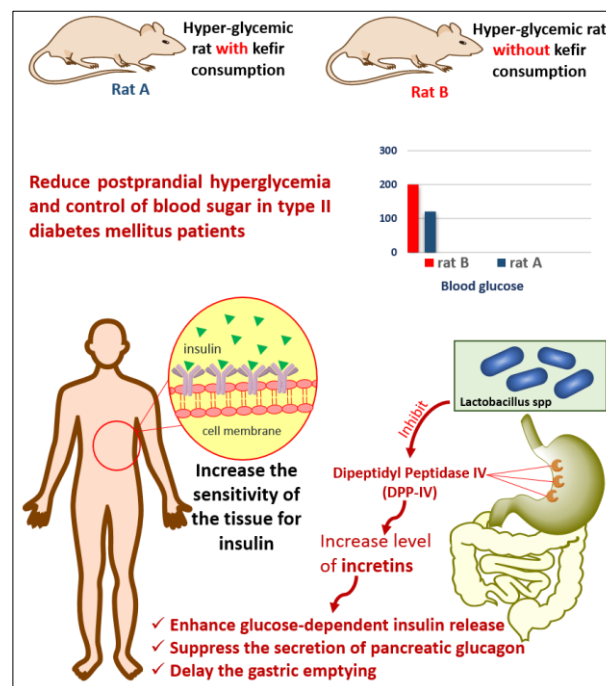 Hyper-glycemic
rat with kefir
consumption
Rat A
Hyper-glycemic rat
without kefir
consumption
Rat B
Reduce postprandial hyperglycemia
and control of blood sugar in type II
diabetes mellitus patients
300
200
100
0
rat B rat A
Blood glucose
insulin
cell membrane
Increase the
sensitivity of
the tissue for
insulin
Lactobacillus spp
Inhibit
Dipeptidyl Peptidase IV
(DPP-IV)
Increase level
of incretins
✓ Enhance glucose-dependent insulin release
✓ Suppress the secretion of pancreatic glucagon
✓ Delay the gastric emptying